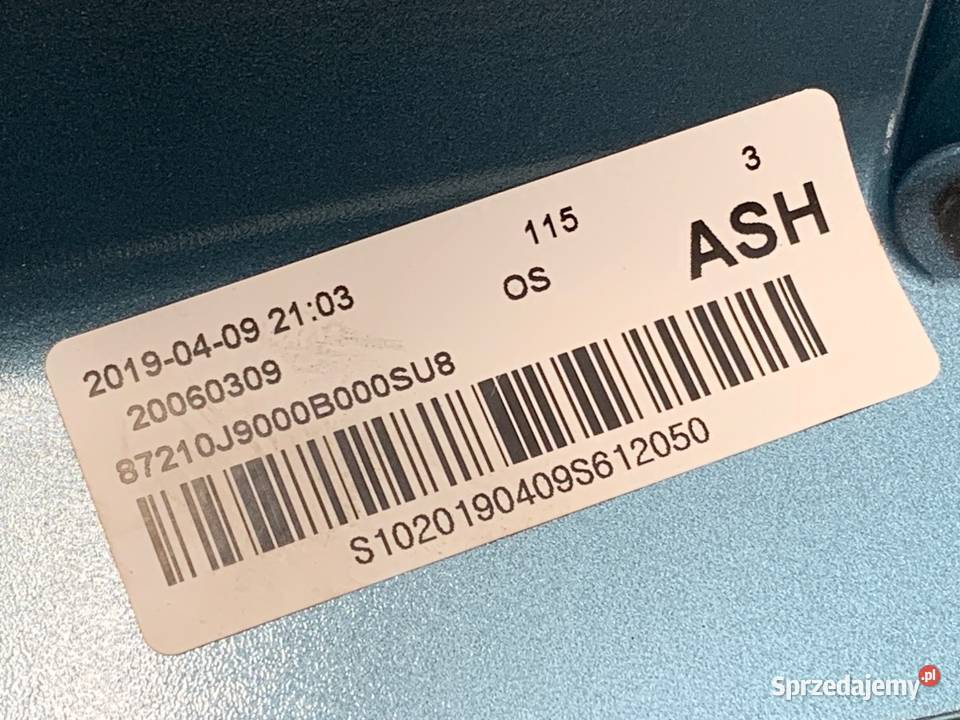 3
115
ASH
OS
2019-04-09 21:03
20060309
87210J9000B000SU8
S1020190409S612050
Sprzedajemy.pl